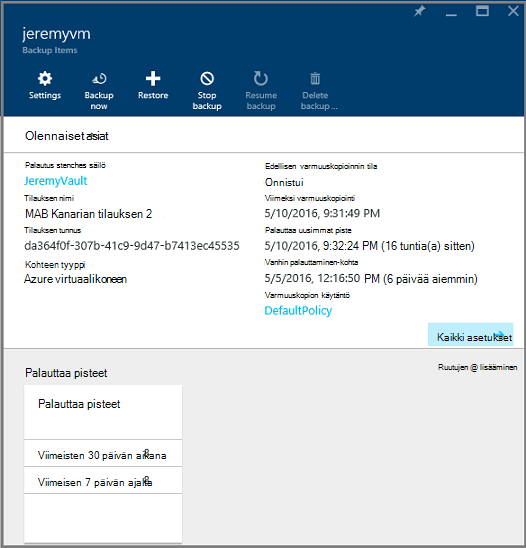 jeremyvm
Backup Items
Settings
Backup now
Restore
Stop backup
Resume backup
Delete backup ...
Olennaiset asiat
Palautus stenches säilö
JeremyVault
Tilauksen nimi
MAB Kanarian tilauksen 2
Tilauksen tunnus
da364f0f-307b-41c9-9d47-b7413ec45535
Kohteen tyyppi
Azure virtuaalikoneen
Edellisen varmuuskopioinnin tila
Onnistui
Viimeksi varmuuskopiointi
5/10/2016, 9:31:49 PM
Palauttaa uusimmat piste
5/10/2016, 9:32:24 PM (16 tuntia(a) sitten)
Vanhin palauttaminen-kohta
5/5/2016, 12:16:50 PM (6 päivää aiemmin)
Varmuuskopion käytäntö
DefaultPolicy
Kaikki asetukset
Palauttaa pisteet
Ruutujen @ lisääminen
Palauttaa pisteet
Viimeisten 30 päivän aikana
Viimeisen 7 päivän ajalta